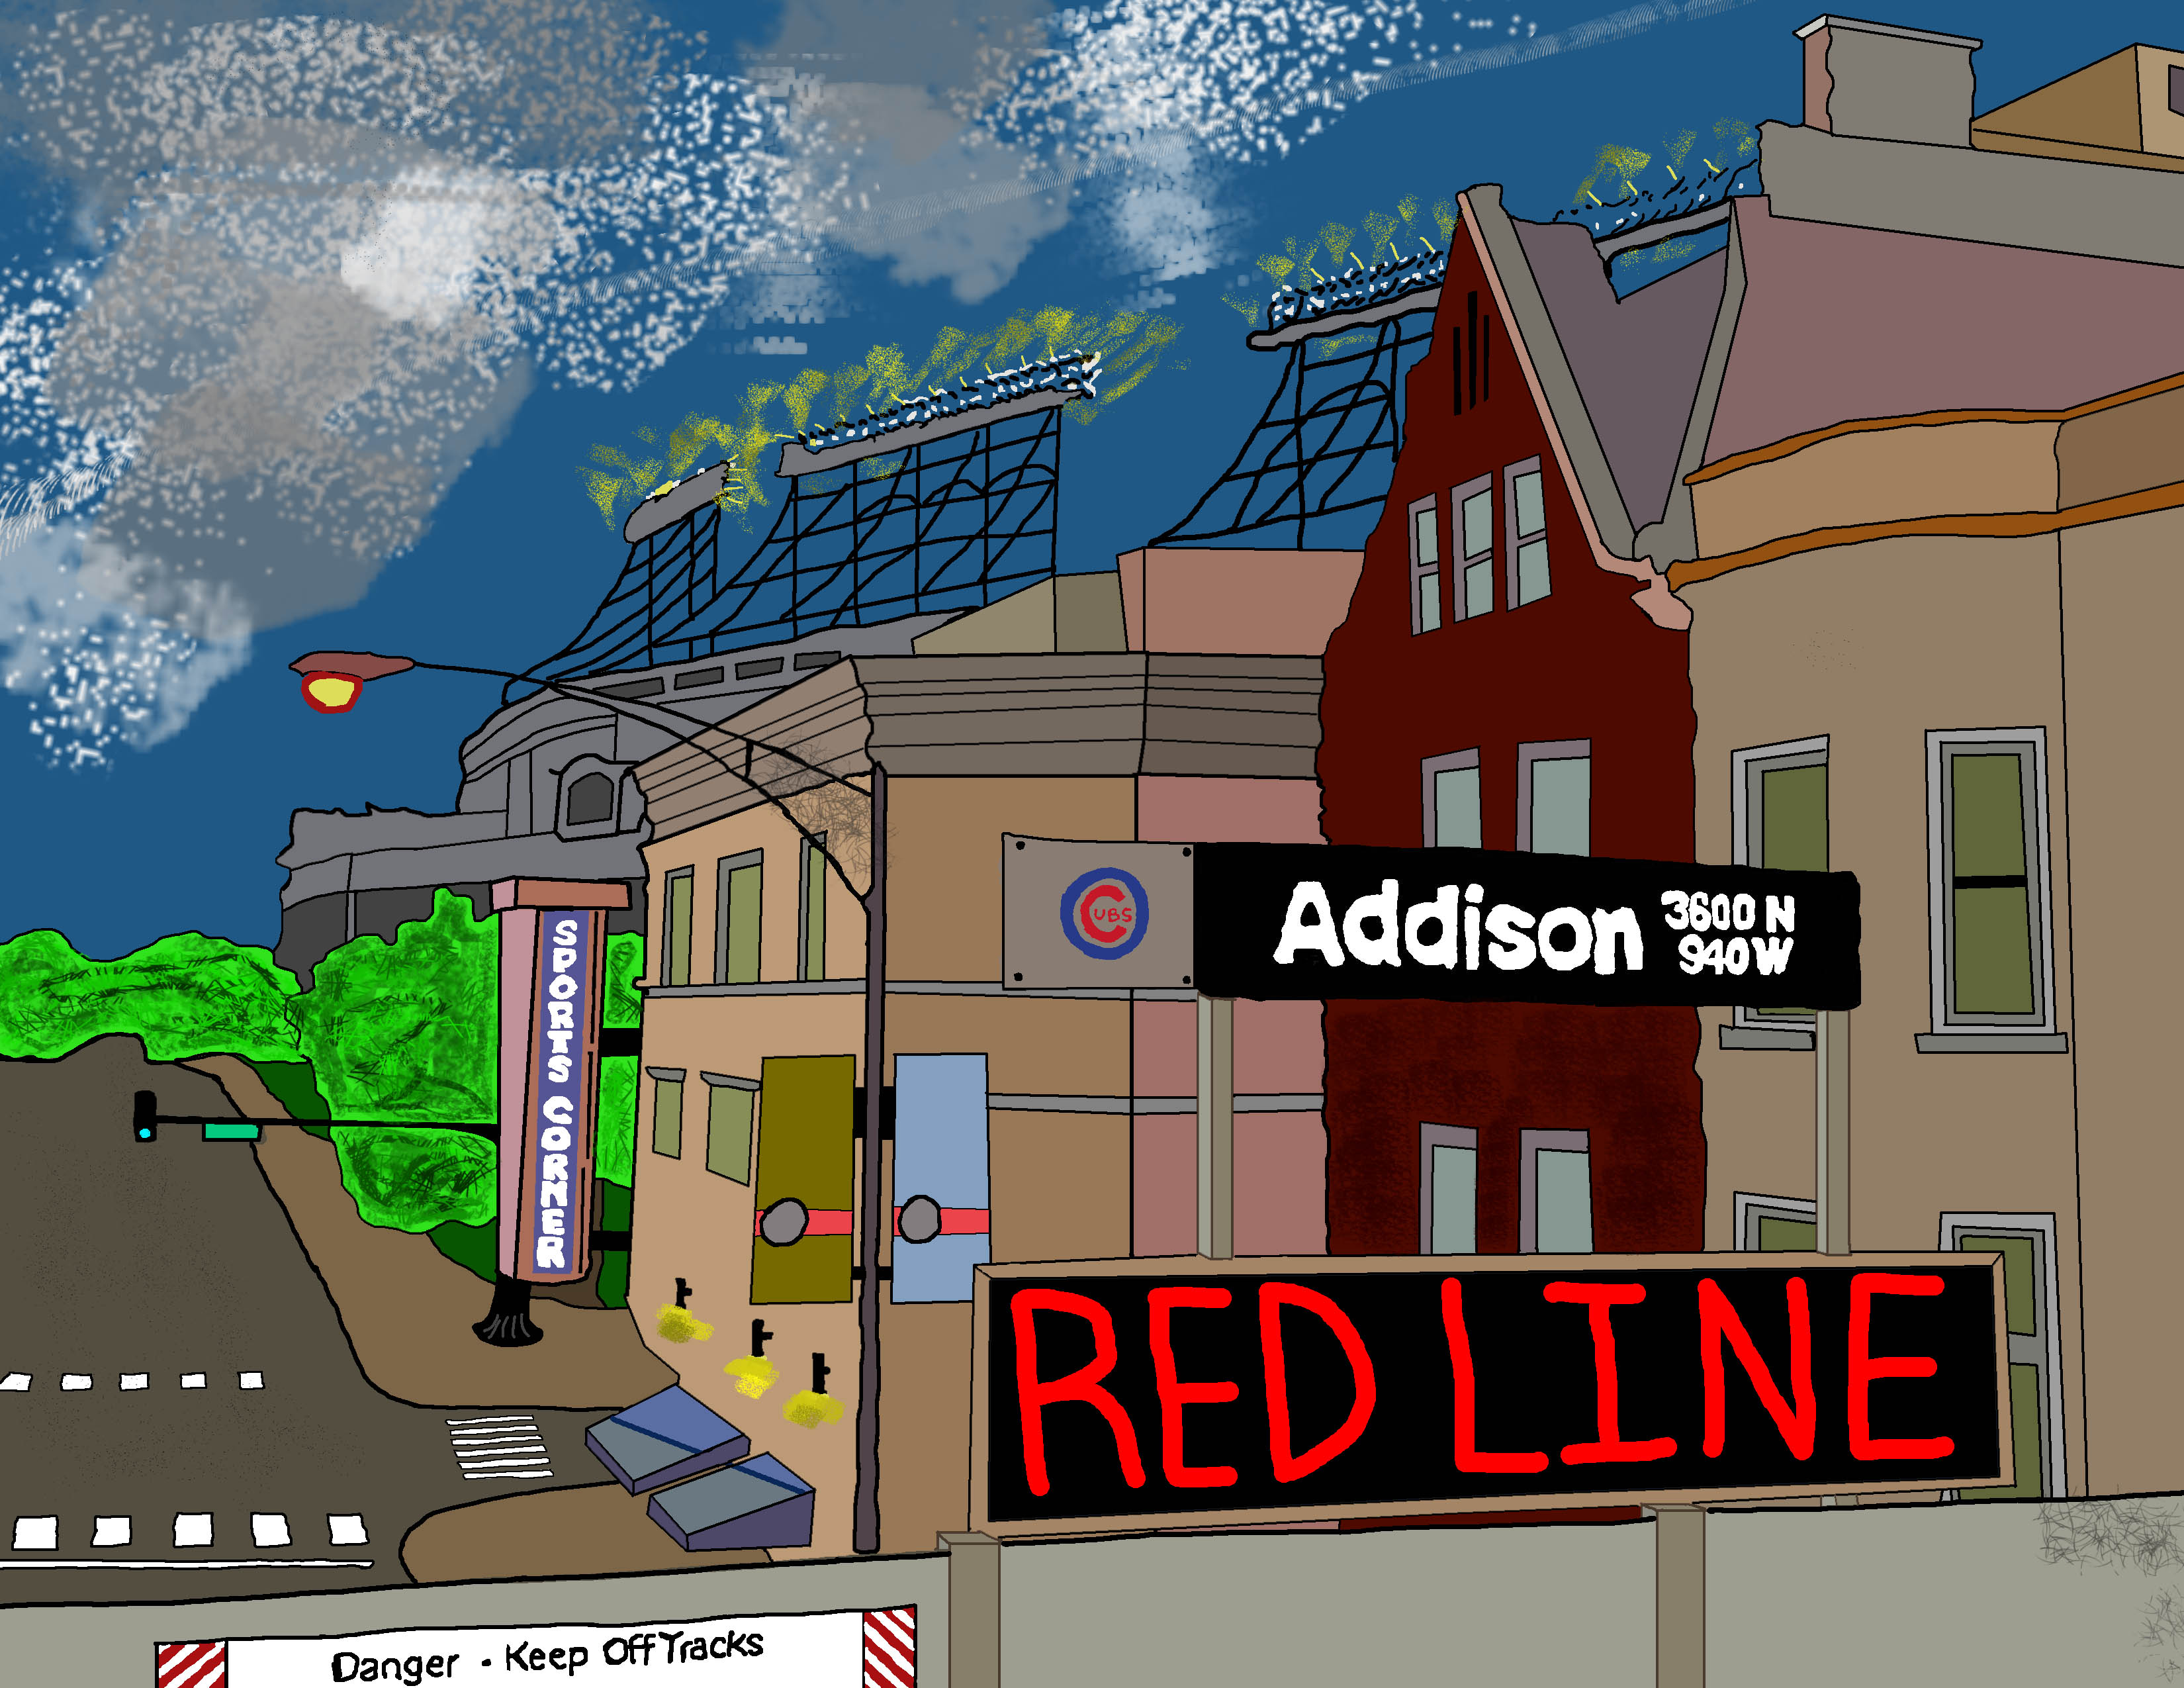 SPORTS CORNER
CUBS
Addison 3600 N
940 W
RED LINE
Danger - Keep Off Tracks